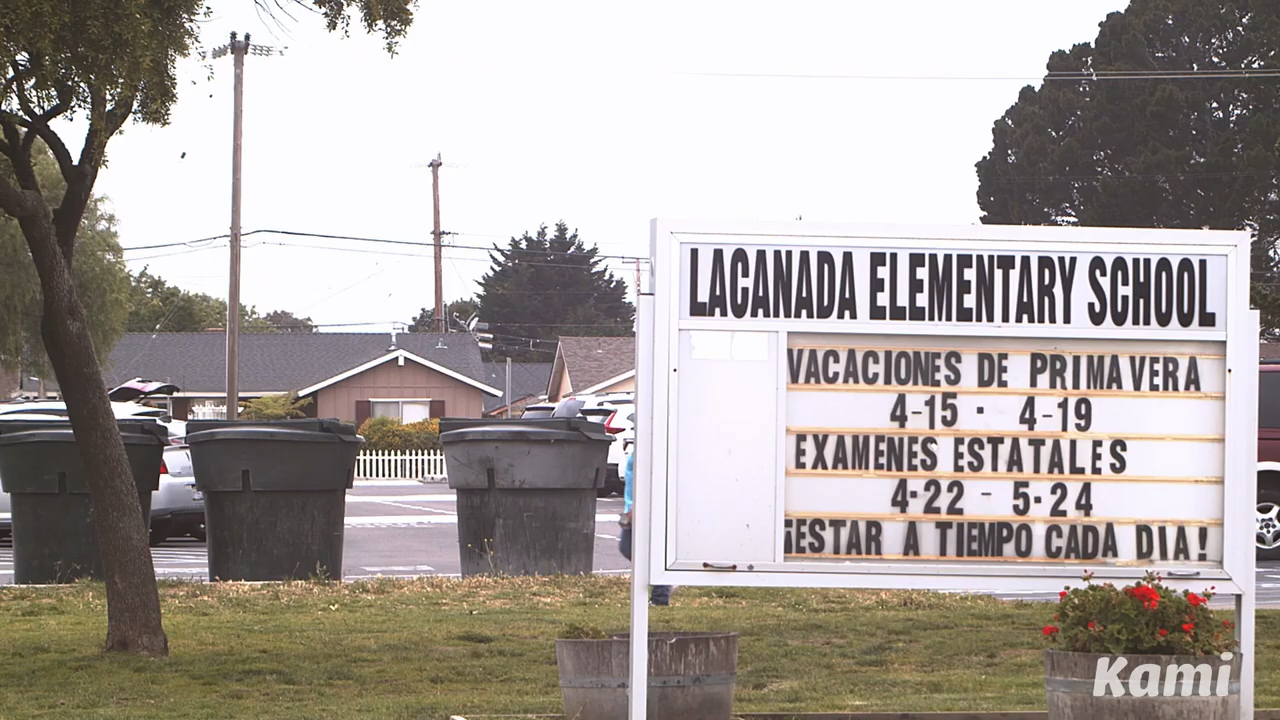 LACANADA ELEMENTARY SCHOOL
VACACIONES DE PRIMAVERA
4-15 · 4-19
EXAMENES ESTATALES
4·22 - 5·24
¡ESTAR A TIEMPO CADA DIA!
Kami